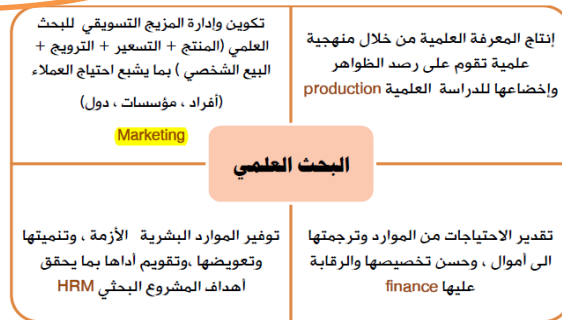 إنتاج المعرفة العلمية من خلال منهجية
علمية تقوم على رصد الظواهر
وإخضاعها للدراسة العلمية production
تكوين وإدارة المزيج التسويقي للبحث
العلمي (المنتج + التسعير + الترويج +
البيع الشخصي ) بما يشبع احتياج العملاء
(أفراد ، مؤسسات ، دول)
Marketing
البحث العلمي
تقدير الاحتياجات من الموارد وترجمتها
الى أموال ، وحسن تخصيصها والرقابة
عليها finance
توفير الموارد البشرية الأزمة ، وتنميتها
وتعويضها ،وتقويم أداها بما يحقق
أهداف المشروع البحثي HRM